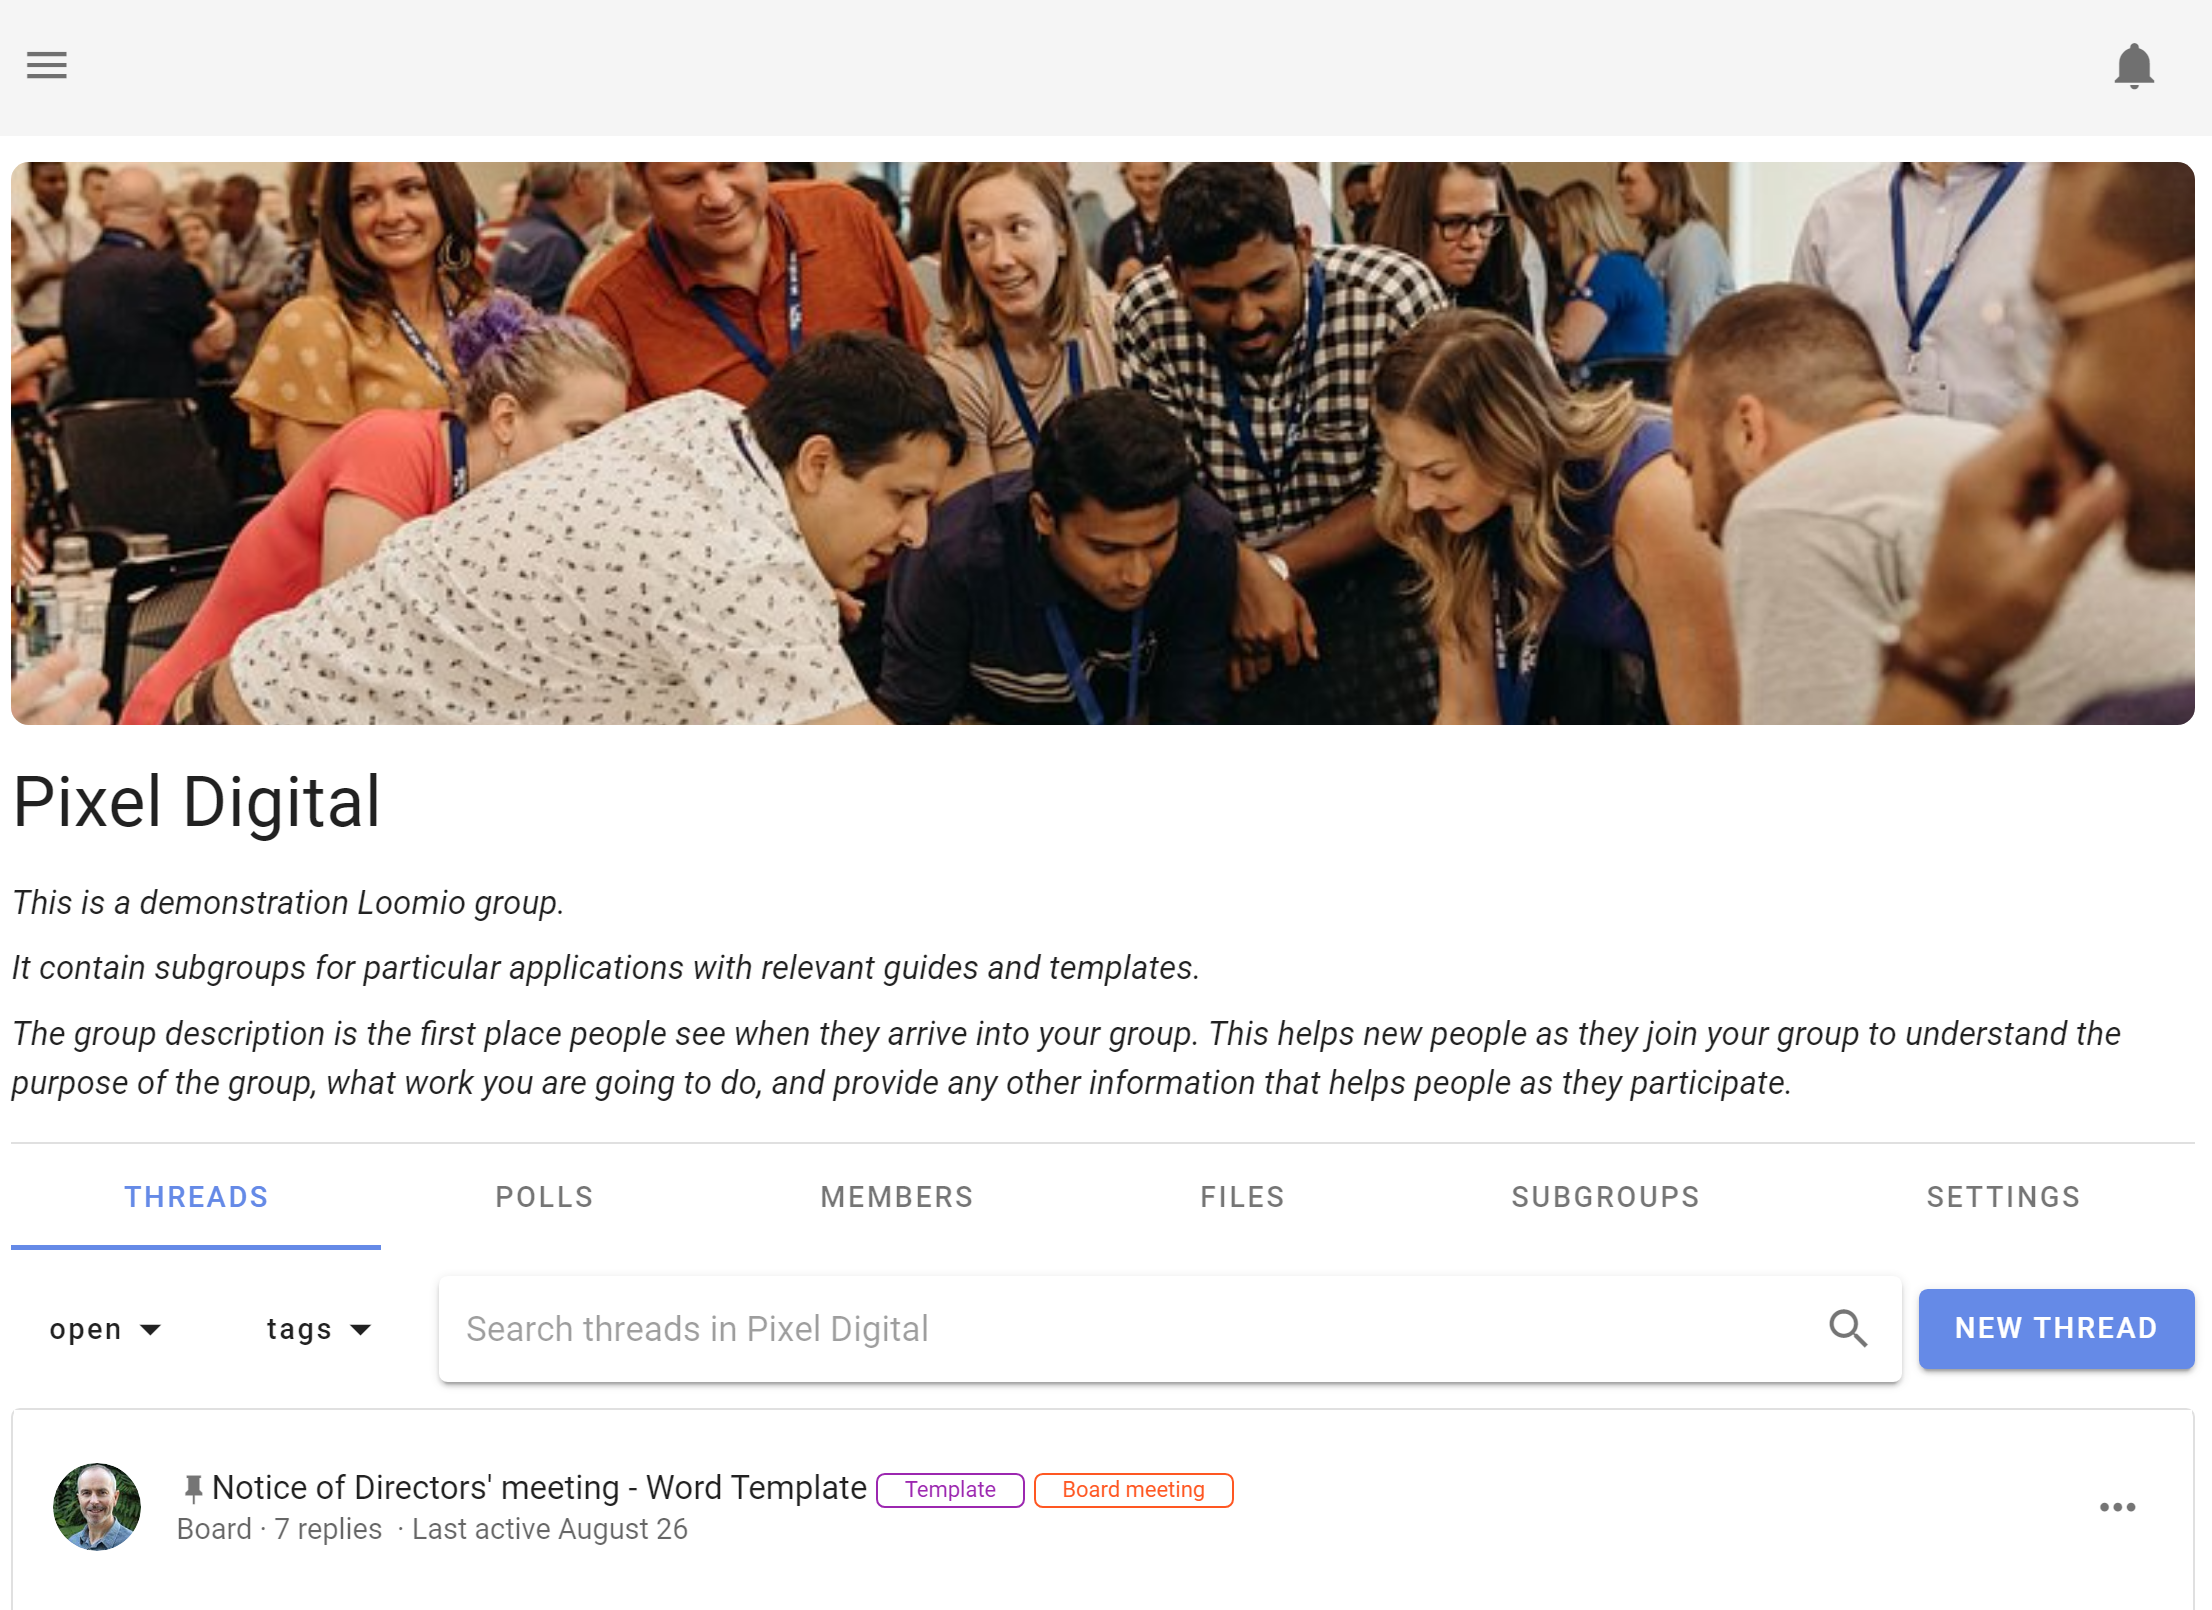 Pixel Digital
This is a demonstration Loomio group.
It contain subgroups for particular applications with relevant guides and templates.
The group description is the first place people see when they arrive into your group. This helps new people as they join your group to understand the
purpose of the group, what work you are going to do, and provide any other information that helps people as they participate.
THREADS POLLS MEMBERS FILES SUBGROUPS SETTINGS
open tags Search threads in Pixel Digital NEW THREAD
Notice of Directors' meeting - Word Template Template Board meeting
Board · 7 replies · Last active August 26